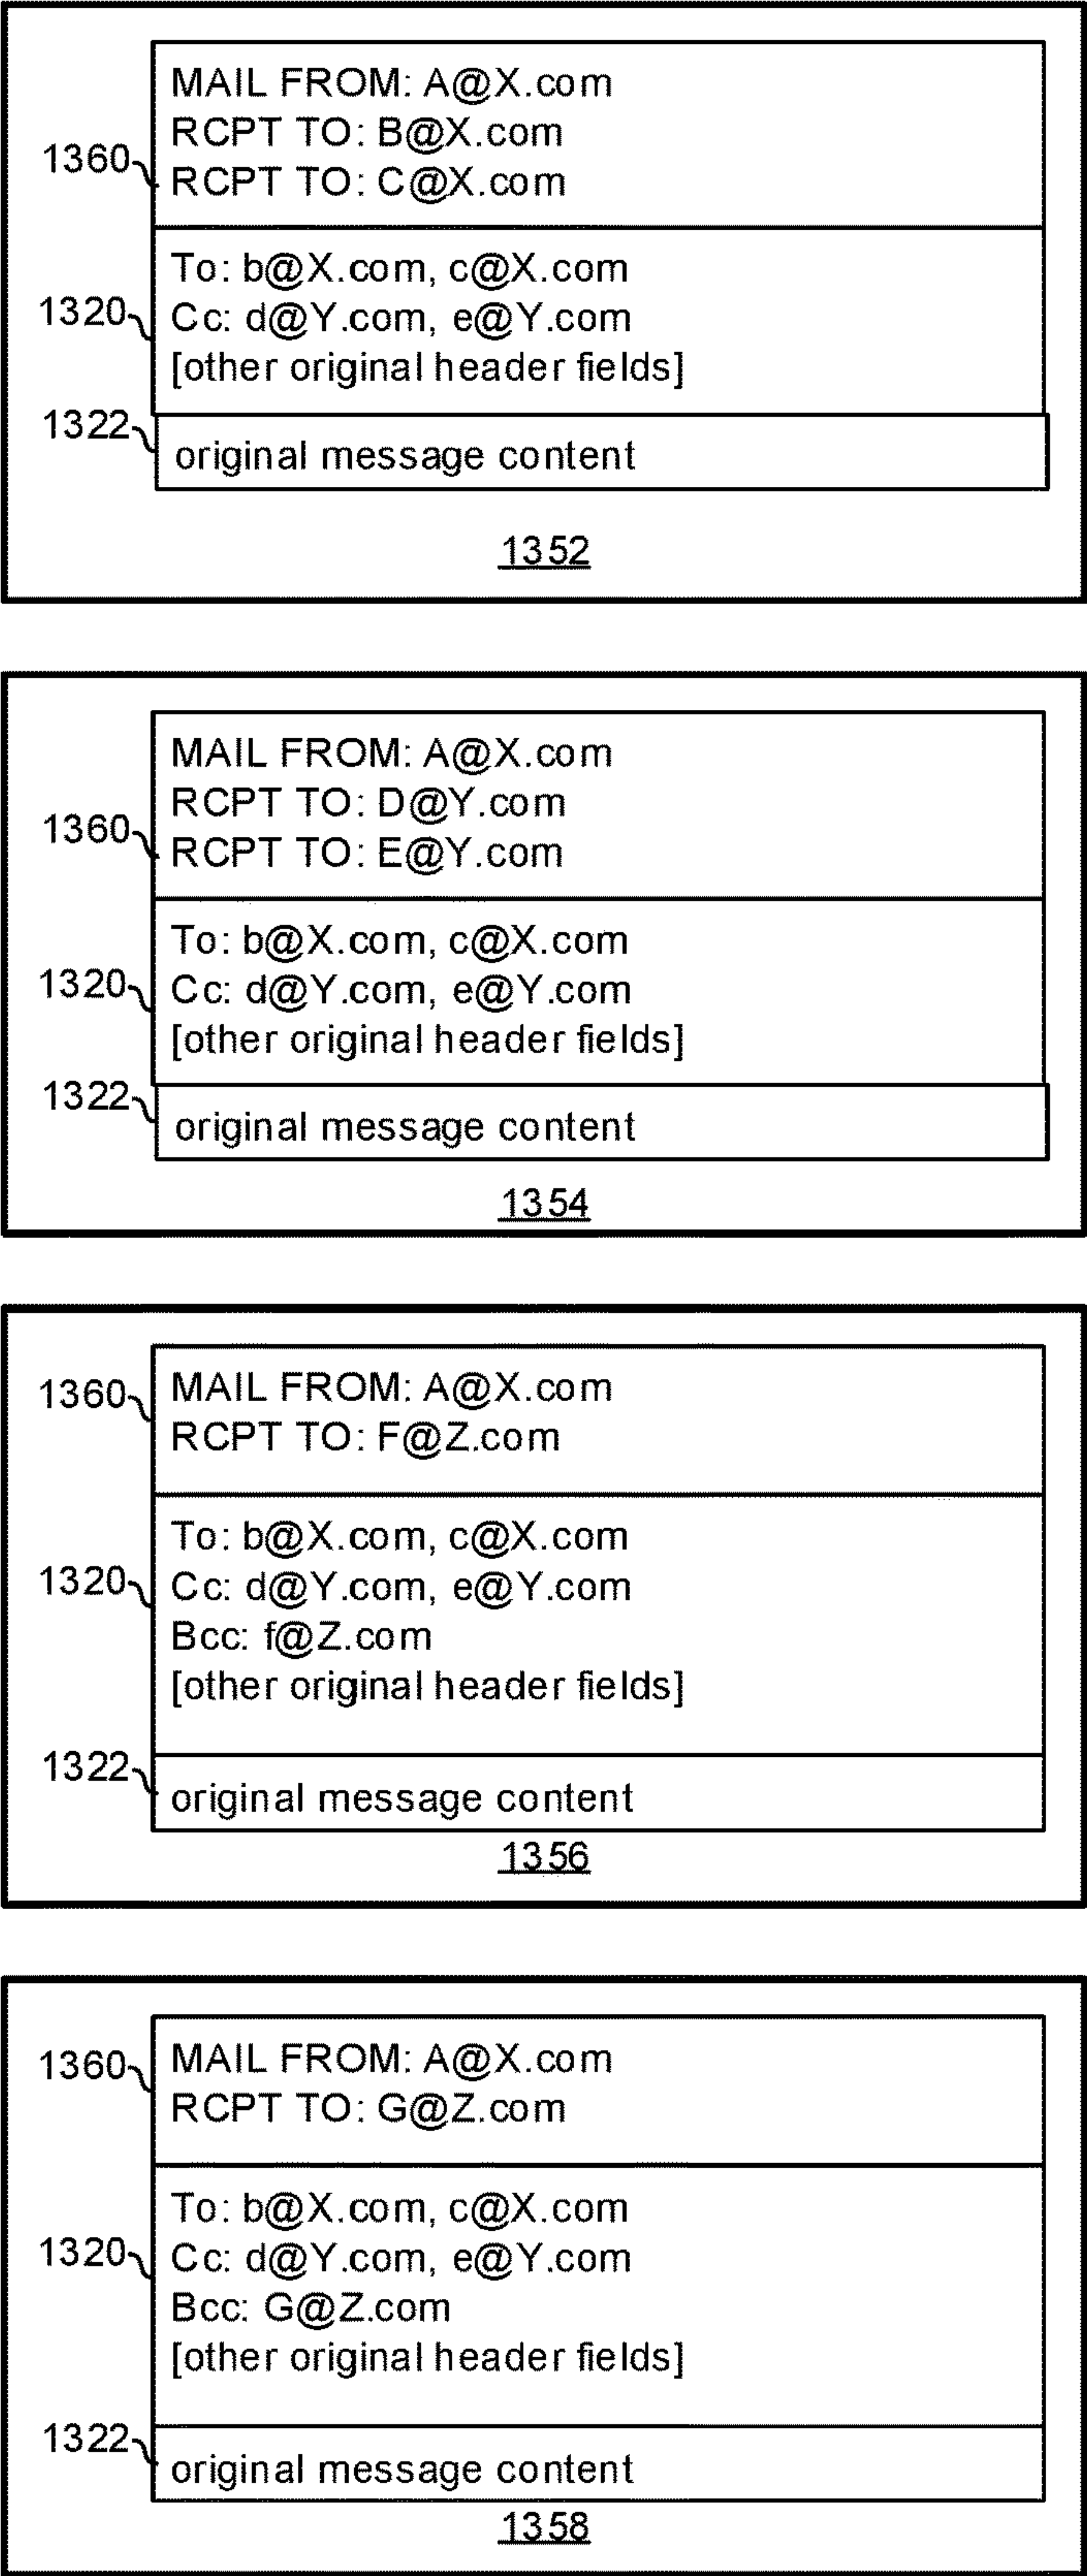 MAIL FROM: A@X.com
RCPT TO: B@X.com
1360
RCPT TO: C@X.com
To: b@X.com, c@X.com
1320
Cc: d@Y.com, e@Y.com
[other original header fields]
1322
original message content
1352
MAIL FROM: A@X.com
RCPT TO: D@Y.com
1360
RCPT TO: E@Y.com
To: b@X.com, c@X.com
1320
Cc: d@Y.com, e@Y.com
[other original header fields]
1322
original message content
1354
1360
MAIL FROM: A@X.com
RCPT TO: F@Z.com
To: b@X.com, c@X.com
1320
Cc: d@Y.com, e@Y.com
Bcc: f@Z.com
[other original header fields]
1322
original message content
1356
1360
MAIL FROM: A@X.com
RCPT TO: G@Z.com
To: b@X.com, c@X.com
1320
Cc: d@Y.com, e@Y.com
Bcc: G@Z.com
[other original header fields]
1322
original message content
1358